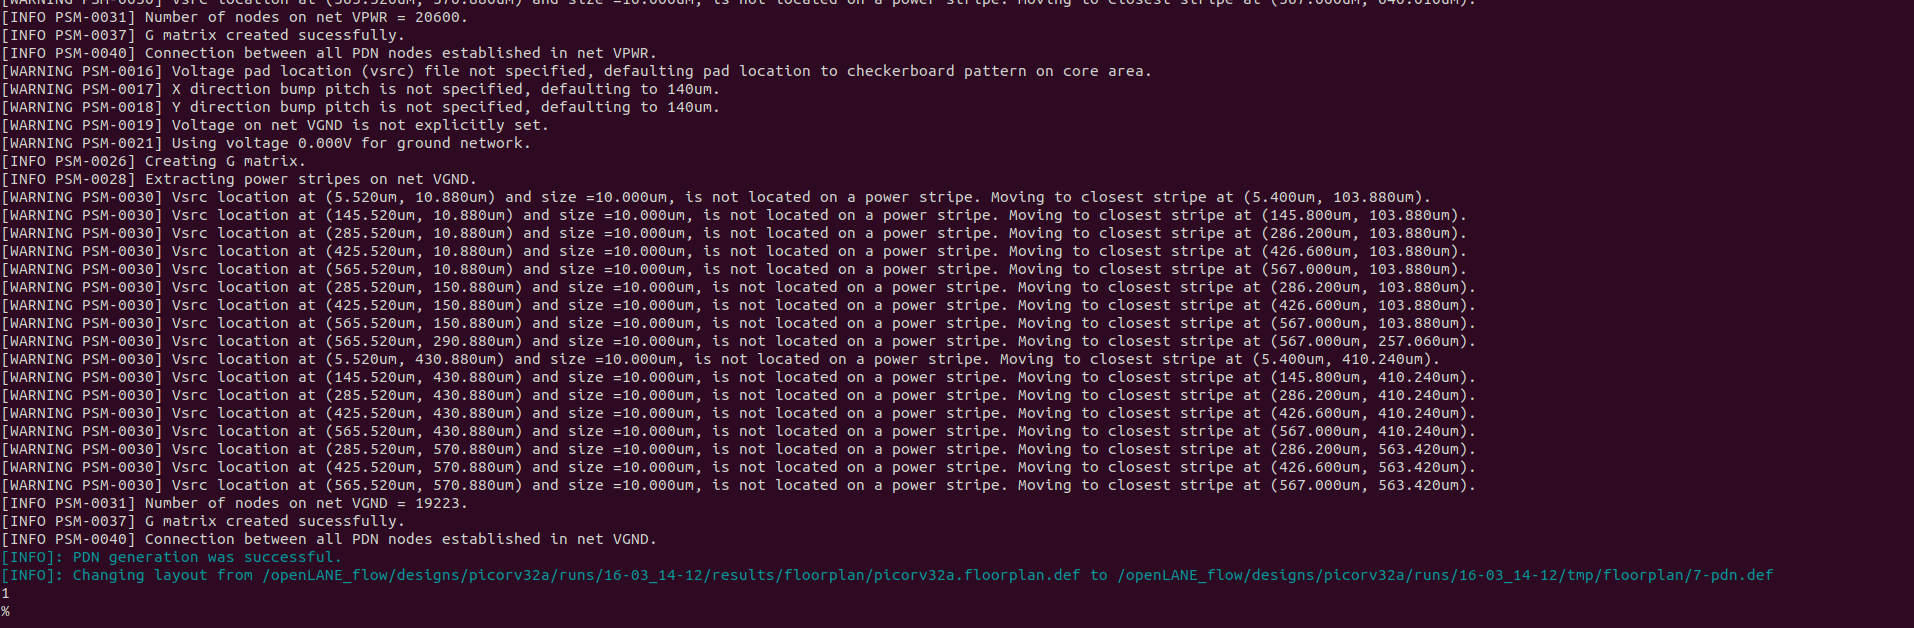 [WARNING PSM-0030] Vsrc location at (565.520um, 570.880um) and size =10.000um, is not located on a power stripe. Moving to closest stripe at (567.000um, 640.010um).
[INFO PSM-0031] Number of nodes on net VPWR = 20600.
[INFO PSM-0037] G matrix created sucessfully.
[INFO PSM-0040] Connection between all PDN nodes established in net VPWR.
[WARNING PSM-0016] Voltage pad location (vsrc) file not specified, defaulting pad location to checkerboard pattern on core area.
[WARNING PSM-0017] X direction bump pitch is not specified, defaulting to 140um.
[WARNING PSM-0018] Y direction bump pitch is not specified, defaulting to 140um.
[WARNING PSM-0019] Voltage on net VGND is not explicitly set.
[WARNING PSM-0021] Using voltage 0.000V for ground network.
[INFO PSM-0026] Creating G matrix.
[INFO PSM-0028] Extracting power stripes on net VGND.
[WARNING PSM-0030] Vsrc location at (5.520um, 10.880um) and size =10.000um, is not located on a power stripe. Moving to closest stripe at (5.400um, 103.880um).
[WARNING PSM-0030] Vsrc location at (145.520um, 10.880um) and size =10.000um, is not located on a power stripe. Moving to closest stripe at (145.800um, 103.880um).
[WARNING PSM-0030] Vsrc location at (285.520um, 10.880um) and size =10.000um, is not located on a power stripe. Moving to closest stripe at (286.200um, 103.880um).
[WARNING PSM-0030] Vsrc location at (425.520um, 10.880um) and size =10.000um, is not located on a power stripe. Moving to closest stripe at (426.600um, 103.880um).
[WARNING PSM-0030] Vsrc location at (565.520um, 10.880um) and size =10.000um, is not located on a power stripe. Moving to closest stripe at (567.000um, 103.880um).
[WARNING PSM-0030] Vsrc location at (285.520um, 150.880um) and size =10.000um, is not located on a power stripe. Moving to closest stripe at (286.200um, 103.880um).
[WARNING PSM-0030] Vsrc location at (425.520um, 150.880um) and size =10.000um, is not located on a power stripe. Moving to closest stripe at (426.600um, 103.880um).
[WARNING PSM-0030] Vsrc location at (565.520um, 150.880um) and size =10.000um, is not located on a power stripe. Moving to closest stripe at (567.000um, 103.880um).
[WARNING PSM-0030] Vsrc location at (565.520um, 290.880um) and size =10.000um, is not located on a power stripe. Moving to closest stripe at (567.000um, 257.060um).
[WARNING PSM-0030] Vsrc location at (5.520um, 430.880um) and size =10.000um, is not located on a power stripe. Moving to closest stripe at (5.400um, 410.240um).
[WARNING PSM-0030] Vsrc location at (145.520um, 430.880um) and size =10.000um, is not located on a power stripe. Moving to closest stripe at (145.800um, 410.240um).
[WARNING PSM-0030] Vsrc location at (285.520um, 430.880um) and size =10.000um, is not located on a power stripe. Moving to closest stripe at (286.200um, 410.240um).
[WARNING PSM-0030] Vsrc location at (425.520um, 430.880um) and size =10.000um, is not located on a power stripe. Moving to closest stripe at (426.600um, 410.240um).
[WARNING PSM-0030] Vsrc location at (565.520um, 430.880um) and size =10.000um, is not located on a power stripe. Moving to closest stripe at (567.000um, 410.240um).
[WARNING PSM-0030] Vsrc location at (285.520um, 570.880um) and size =10.000um, is not located on a power stripe. Moving to closest stripe at (286.200um, 563.420um).
[WARNING PSM-0030] Vsrc location at (425.520um, 570.880um) and size =10.000um, is not located on a power stripe. Moving to closest stripe at (426.600um, 563.420um).
[WARNING PSM-0030] Vsrc location at (565.520um, 570.880um) and size =10.000um, is not located on a power stripe. Moving to closest stripe at (567.000um, 563.420um).
[INFO PSM-0031] Number of nodes on net VGND = 19223.
[INFO PSM-0037] G matrix created sucessfully.
[INFO PSM-0040] Connection between all PDN nodes established in net VGND.
[INFO]: PDN generation was successful.
[INFO]: Changing layout from /openLANE_flow/designs/picorv32a/runs/16-03_14-12/results/floorplan/picorv32a.floorplan.def to /openLANE_flow/designs/picorv32a/runs/16-03_14-12/tmp/floorplan/7-pdn.def
1
%